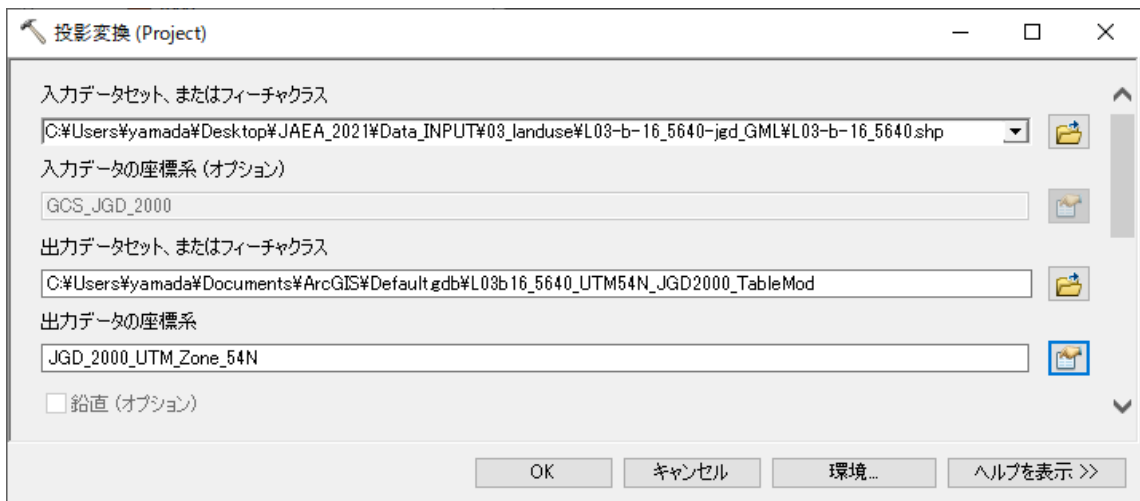 投影変換 (Project)
入力データセット、またはフィーチャクラス
C:¥Users¥yamada¥Desktop¥JAEA_2021¥Data_INPUT¥03_landuse¥L03-b-16_5640-jgd_GML¥L03-b-16_5640.shp
入力データの座標系 (オプション)
GCS_JGD_2000
出力データセット、またはフィーチャクラス
C:¥Users¥yamada¥Documents¥ArcGIS¥Default.gdb¥L03b16_5640_UTM54N_JGD2000_TableMod
出力データの座標系
JGD_2000_UTM_Zone_54N
鉛直 (オプション)
OK キャンセル 環境... ヘルプを表示 >>